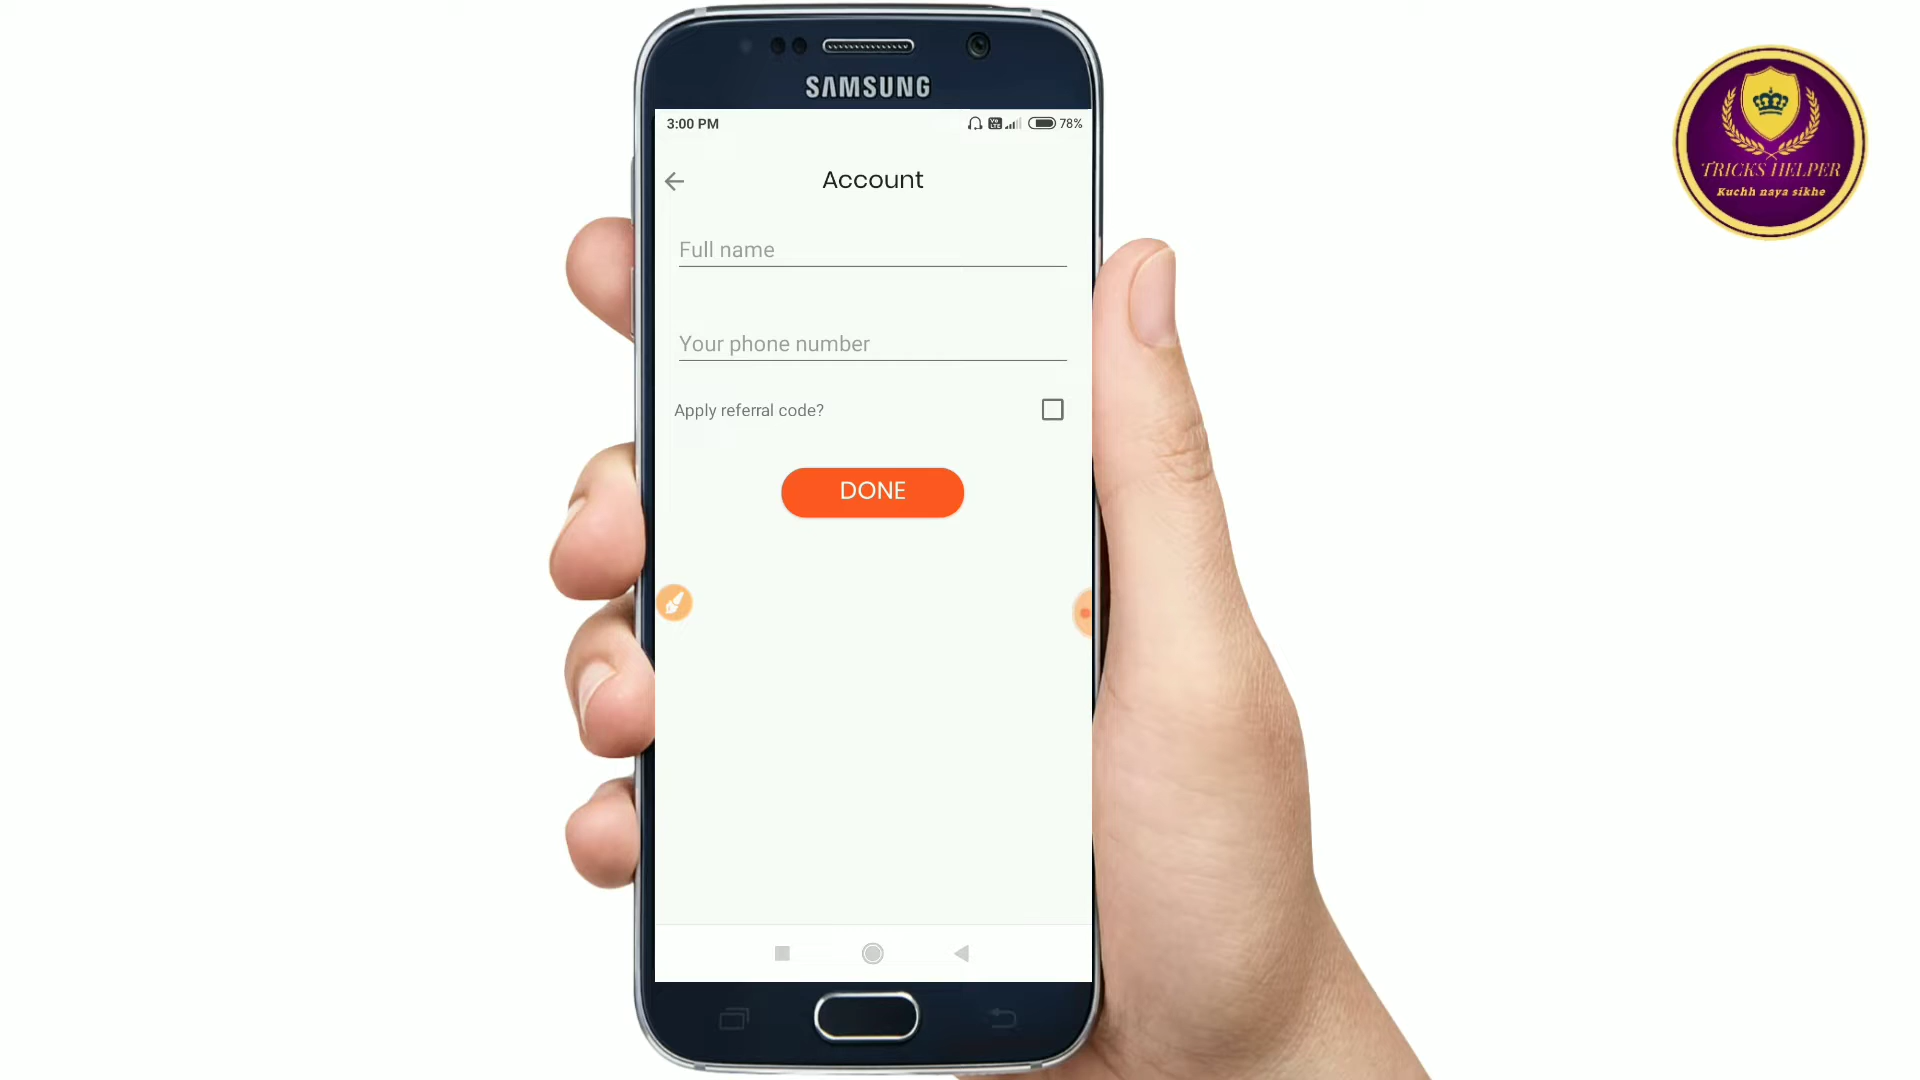 SAMSUNG
3:00 PM
78%
Account
Full name
Your phone number
Apply referral code?
DONE
TRICKS HELPER
Kuchh naya sikhe